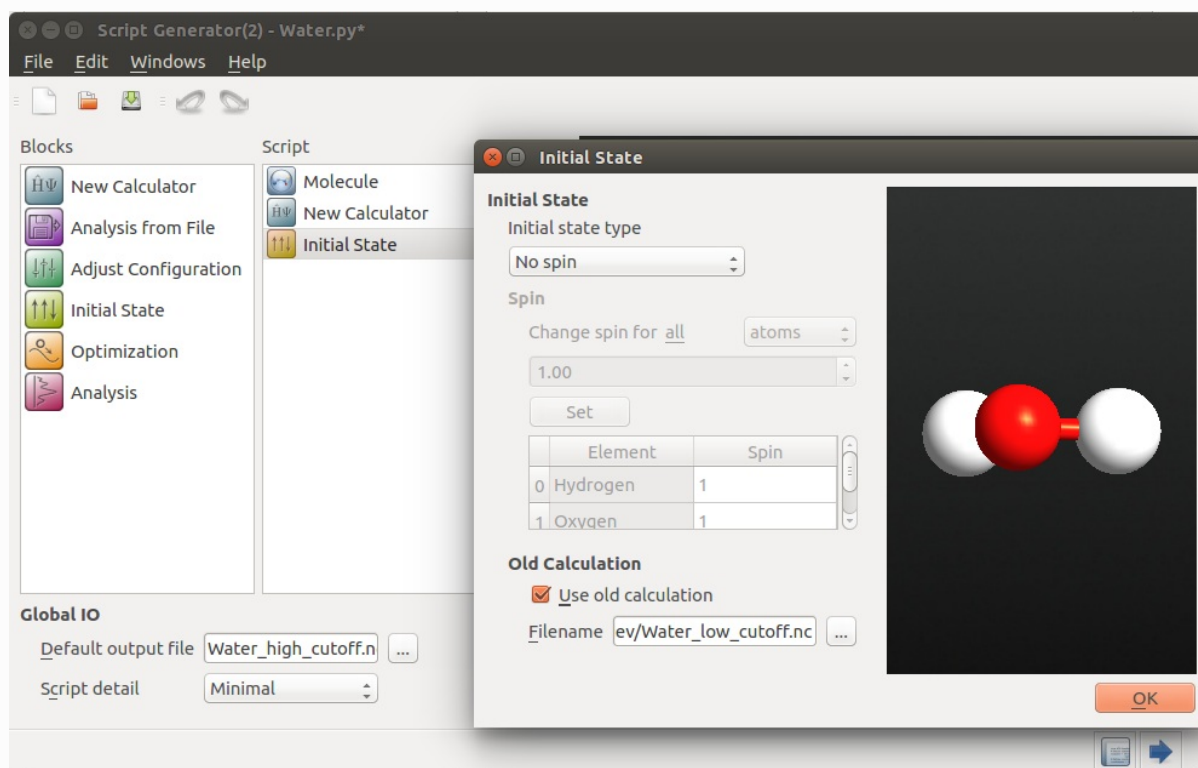 Script Generator(2) - Water.py*
File Edit Windows Help
Blocks
Script
ĤΨ New Calculator
Analysis from File
Adjust Configuration
Initial State
Optimization
Analysis
Molecule
ĤΨ New Calculator
Initial State
Global IO
Default output file Water_high_cutoff.n ...
Script detail Minimal
Initial State
Initial State
Initial state type
No spin
Spin
Change spin for all atoms
1.00
Set
Element Spin
0 Hydrogen 1
1 Oxygen 1
Old Calculation
Use old calculation
Filename ev/Water_low_cutoff.nc ...
OK